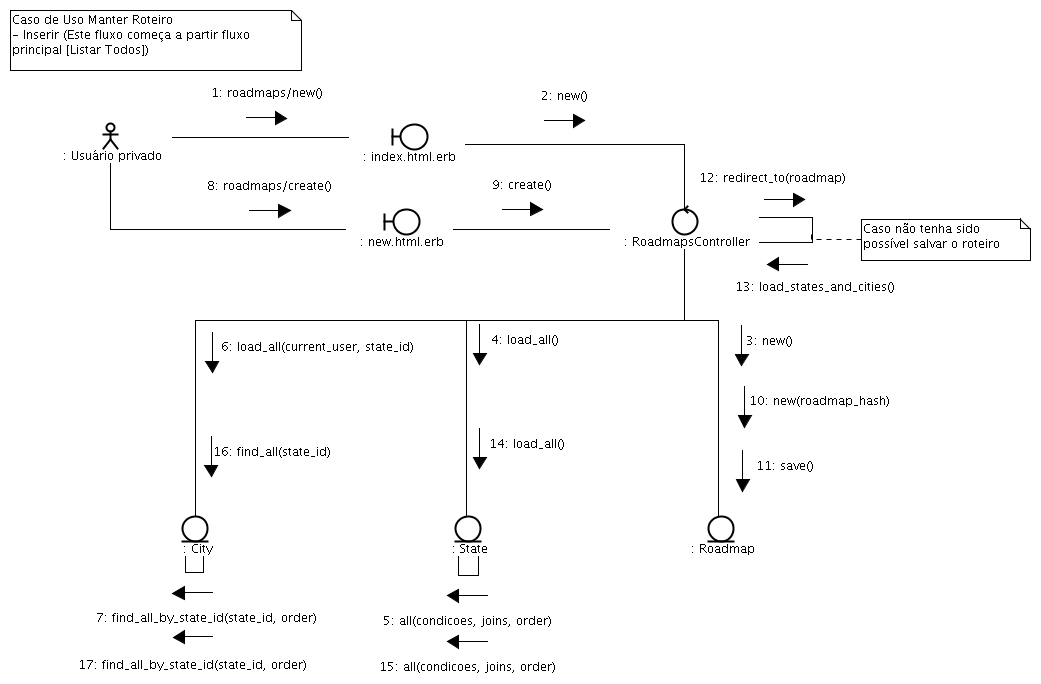 Caso de Uso Manter Roteiro
- Inserir (Este fluxo começa a partir fluxo
principal [Listar Todos])
1: roadmaps/new()
2: new()
: Usuário privado
: index.html.erb
12: redirect_to(roadmap)
8: roadmaps/create()
9: create()
: new.html.erb
: RoadmapsController
Caso não tenha sido
possível salvar o roteiro
13: load_states_and_cities()
6: load_all(current_user, state_id)
4: load_all()
3: new()
10: new(roadmap_hash)
16: find_all(state_id)
14: load_all()
11: save()
: City
: State
: Roadmap
7: find_all_by_state_id(state_id, order)
5: all(condicoes, joins, order)
17: find_all_by_state_id(state_id, order)
15: all(condicoes, joins, order)